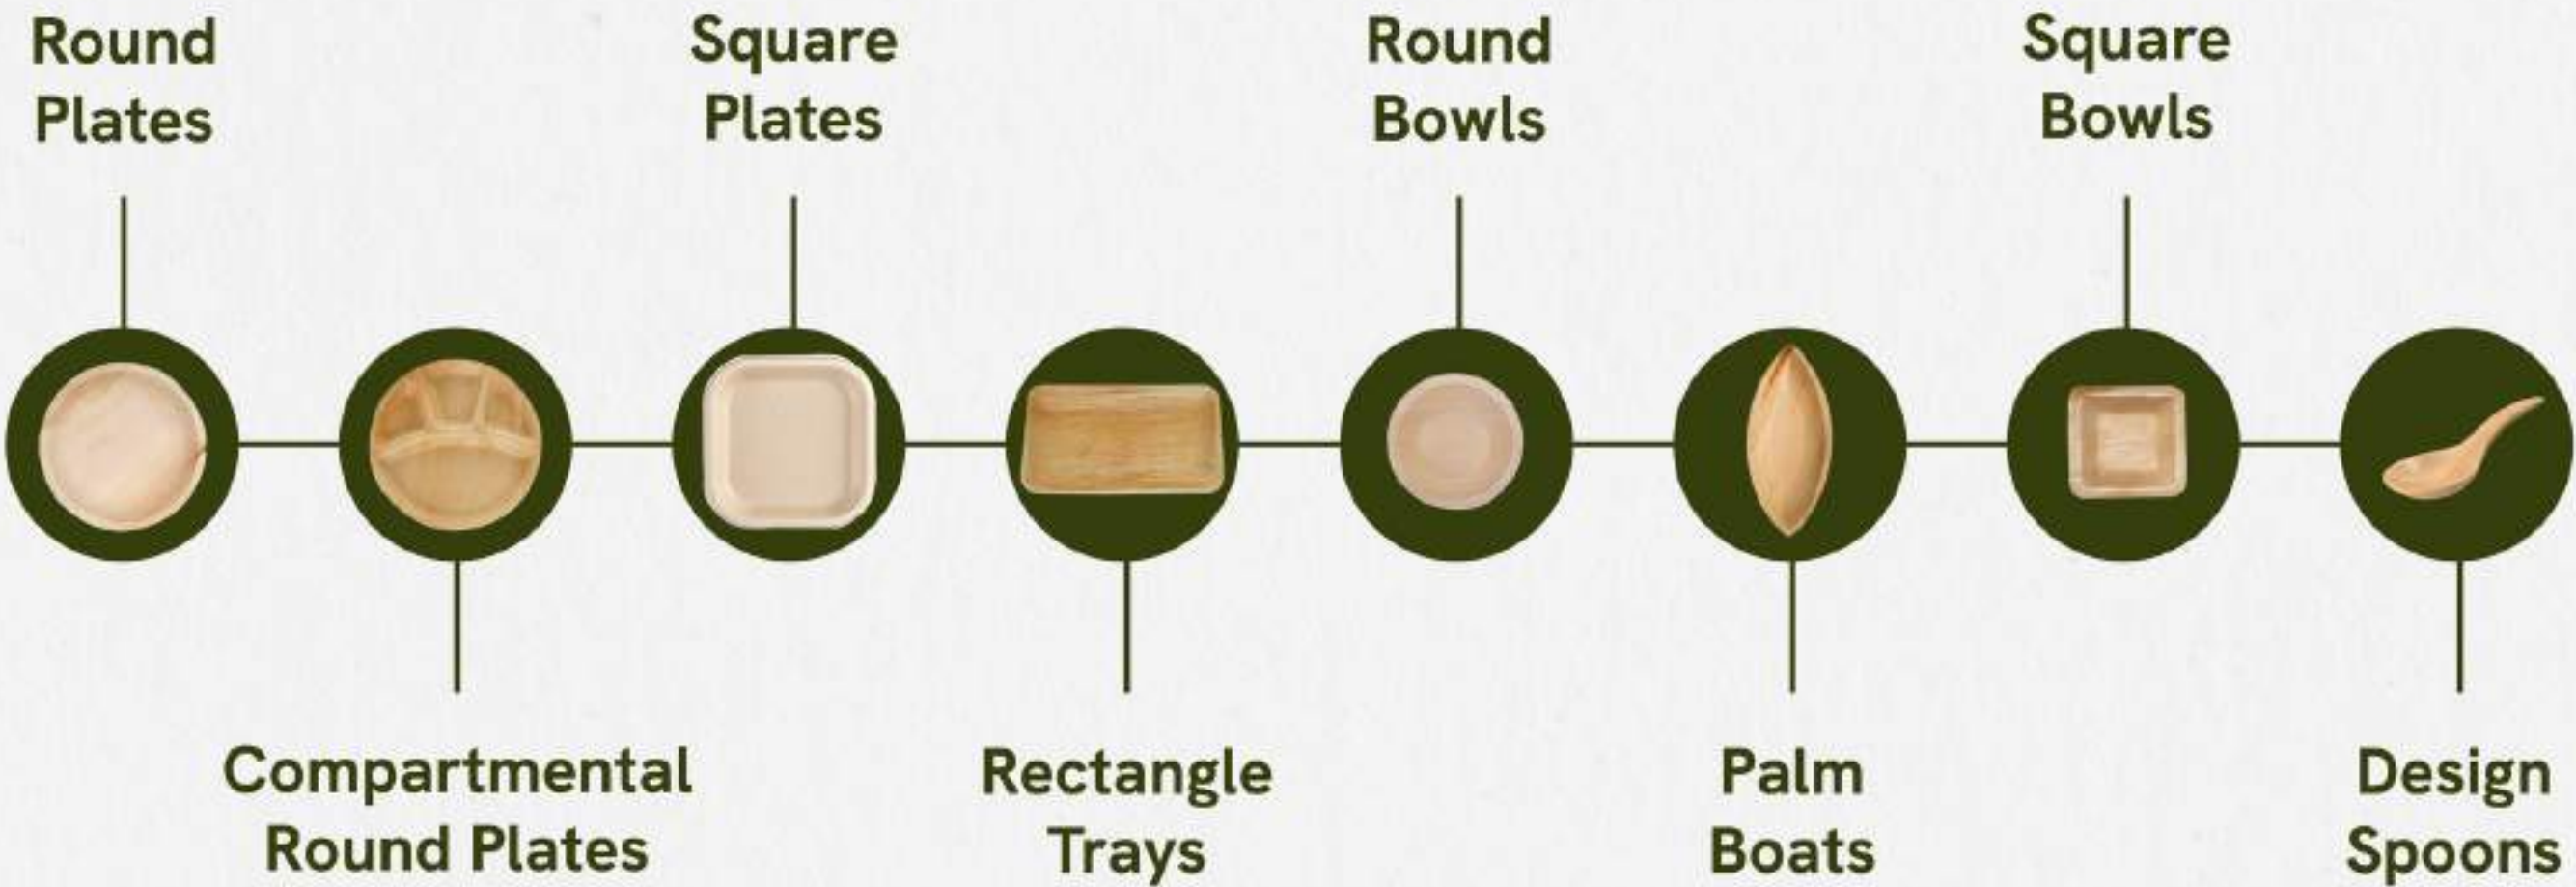 Round
Plates
Square
Plates
Round
Bowls
Square
Bowls
Compartmental
Round Plates
Rectangle
Trays
Palm
Boats
Design
Spoons